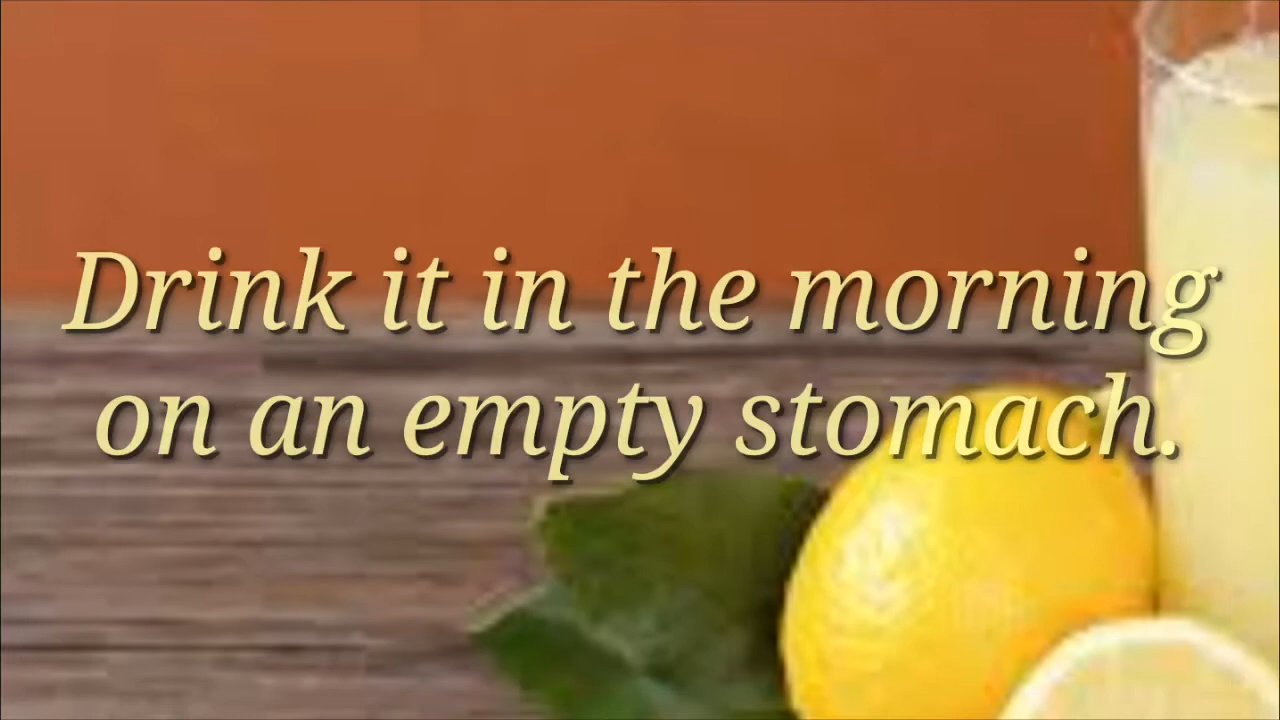 Drink it in the morning
on an empty stomach.